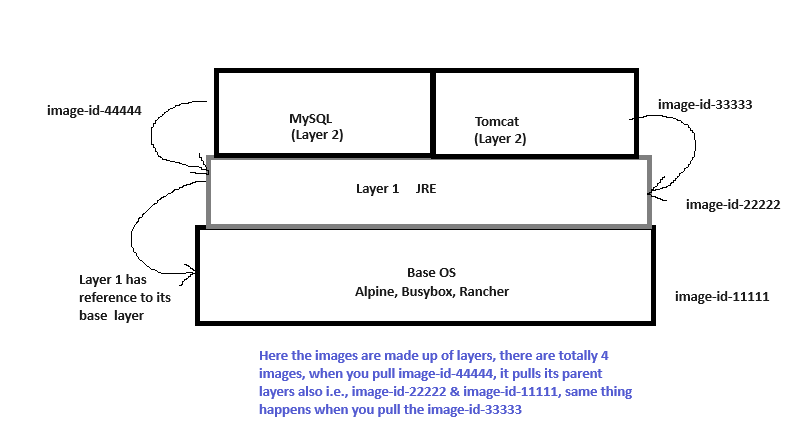 image-id-44444
MySQL
(Layer 2)
Tomcat
(Layer 2)
image-id-33333
Layer 1 JRE
image-id-22222
Base OS
Alpine, Busybox, Rancher
Layer 1 has
reference to its
base layer
image-id-11111
Here the images are made up of layers, there are totally 4
images, when you pull image-id-44444, it pulls its parent
layers also i.e., image-id-22222 & image-id-11111, same thing
happens when you pull the image-id-33333